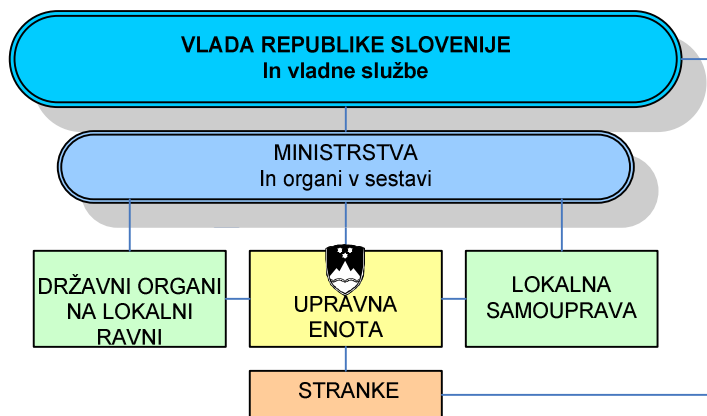 VLADA REPUBLIKE SLOVENIJE
In vladne službe
MINISTRSTVA
In organi v sestavi
DRŽAVNI ORGANI
NA LOKALNI
RAVNI
UPRAVNA
ENOTA
LOKALNA
SAMOUPRAVA
STRANKE